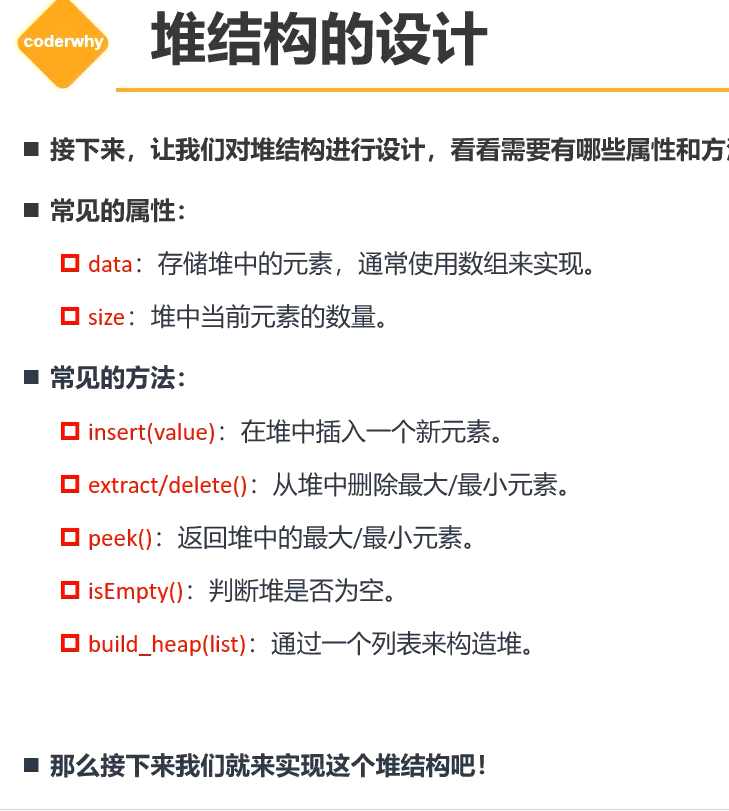 coderwhy
堆结构的设计
接下来，让我们对堆结构进行设计，看看需要有哪些属性和方
常见的属性：
data：存储堆中的元素，通常使用数组来实现。
size：堆中当前元素的数量。
常见的方法：
insert(value)：在堆中插入一个新元素。
extract/delete()：从堆中删除最大/最小元素。
peek()：返回堆中的最大/最小元素。
isEmpty()：判断堆是否为空。
build_heap(list)：通过一个列表来构造堆。
那么接下来我们就来实现这个堆结构吧！